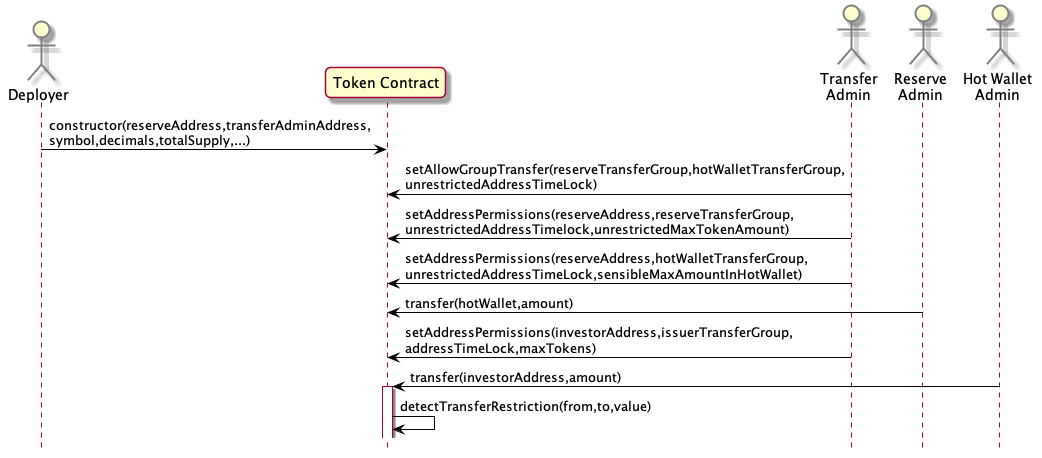 Deployer
Token Contract
Transfer
Admin
Reserve
Admin
Hot Wallet
Admin
constructor(reserveAddress,transferAdminAddress,
symbol,decimals,totalSupply,...)
setAllowGroupTransfer(reserveTransferGroup,hotWalletTransferGroup,
unrestrictedAddressTimeLock)
setAddressPermissions(reserveAddress,reserveTransferGroup,
unrestrictedAddressTimelock,unrestrictedMaxTokenAmount)
setAddressPermissions(reserveAddress,hotWalletTransferGroup,
unrestrictedAddressTimeLock,sensibleMaxAmountInHotWallet)
transfer(hotWallet,amount)
setAddressPermissions(investorAddress,issuerTransferGroup,
addressTimeLock,maxTokens)
transfer(investorAddress,amount)
detectTransferRestriction(from,to,value)